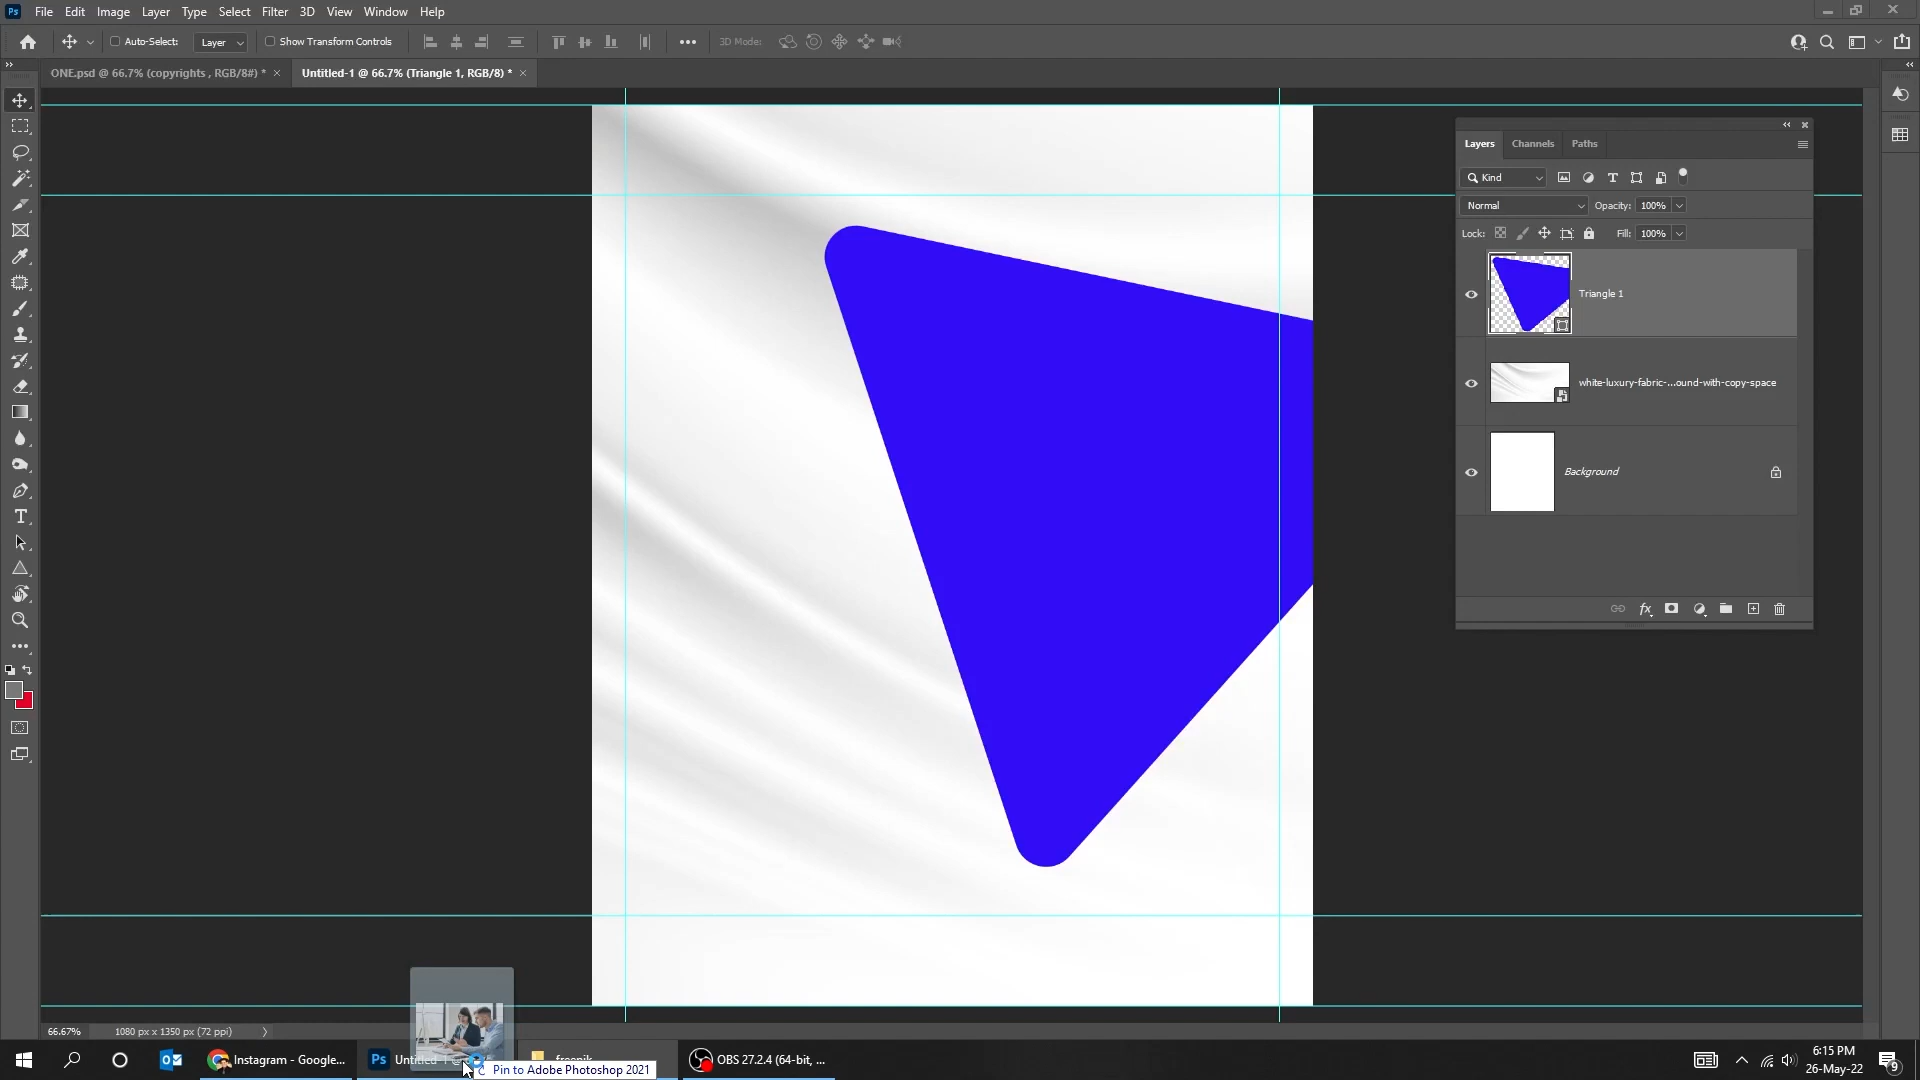 Ps File Edit Image Layer Type Select Filter 3D View Window Help
Auto-Select: Layer Show Transform Controls 3D Mode:
ONE.psd @ 66.7% (copyrights , RGB/8#) * Untitled-1 @ 66.7% (Triangle 1, RGB/8) *
Layers Channels Paths
Kind
Normal Opacity: 100%
Lock: Fill: 100%
Triangle 1
white-luxury-fabric-...ound-with-copy-space
Background
66.67% 1080 px x 1350 px (72 ppi)
Instagram - Google... Ps Untitled-1 @ freepik OBS 27.2.4 (64-bit, ...
Pin to Adobe Photoshop 2021
6:15 PM
26-May-22
9